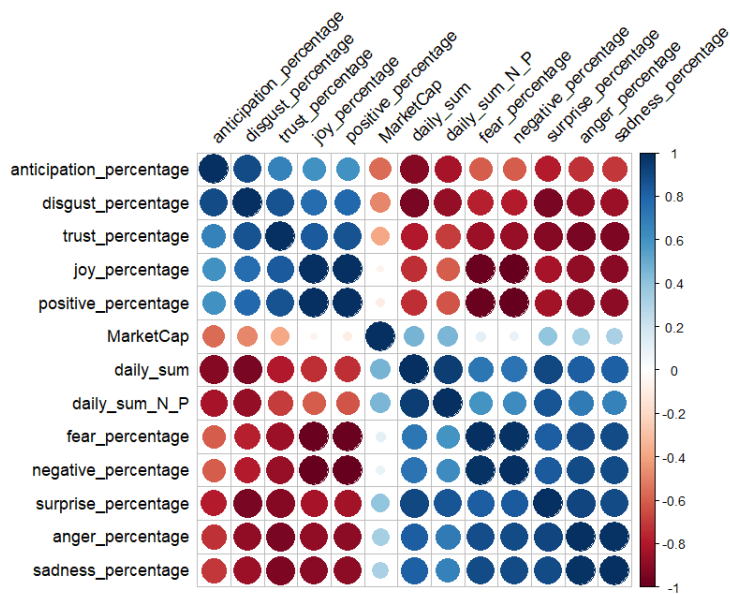 anticipation_percentage
disgust_percentage
trust_percentage
joy_percentage
positive_percentage
MarketCap
daily_sum
daily_sum_N_P
fear_percentage
negative_percentage
surprise_percentage
anger_percentage
sadness_percentage
anticipation_percentage
disgust_percentage
trust_percentage
joy_percentage
positive_percentage
MarketCap
daily_sum
daily_sum_N_P
fear_percentage
negative_percentage
surprise_percentage
anger_percentage
sadness_percentage
1
0.8
0.6
0.4
0.2
0
-0.2
-0.4
-0.6
-0.8
-1